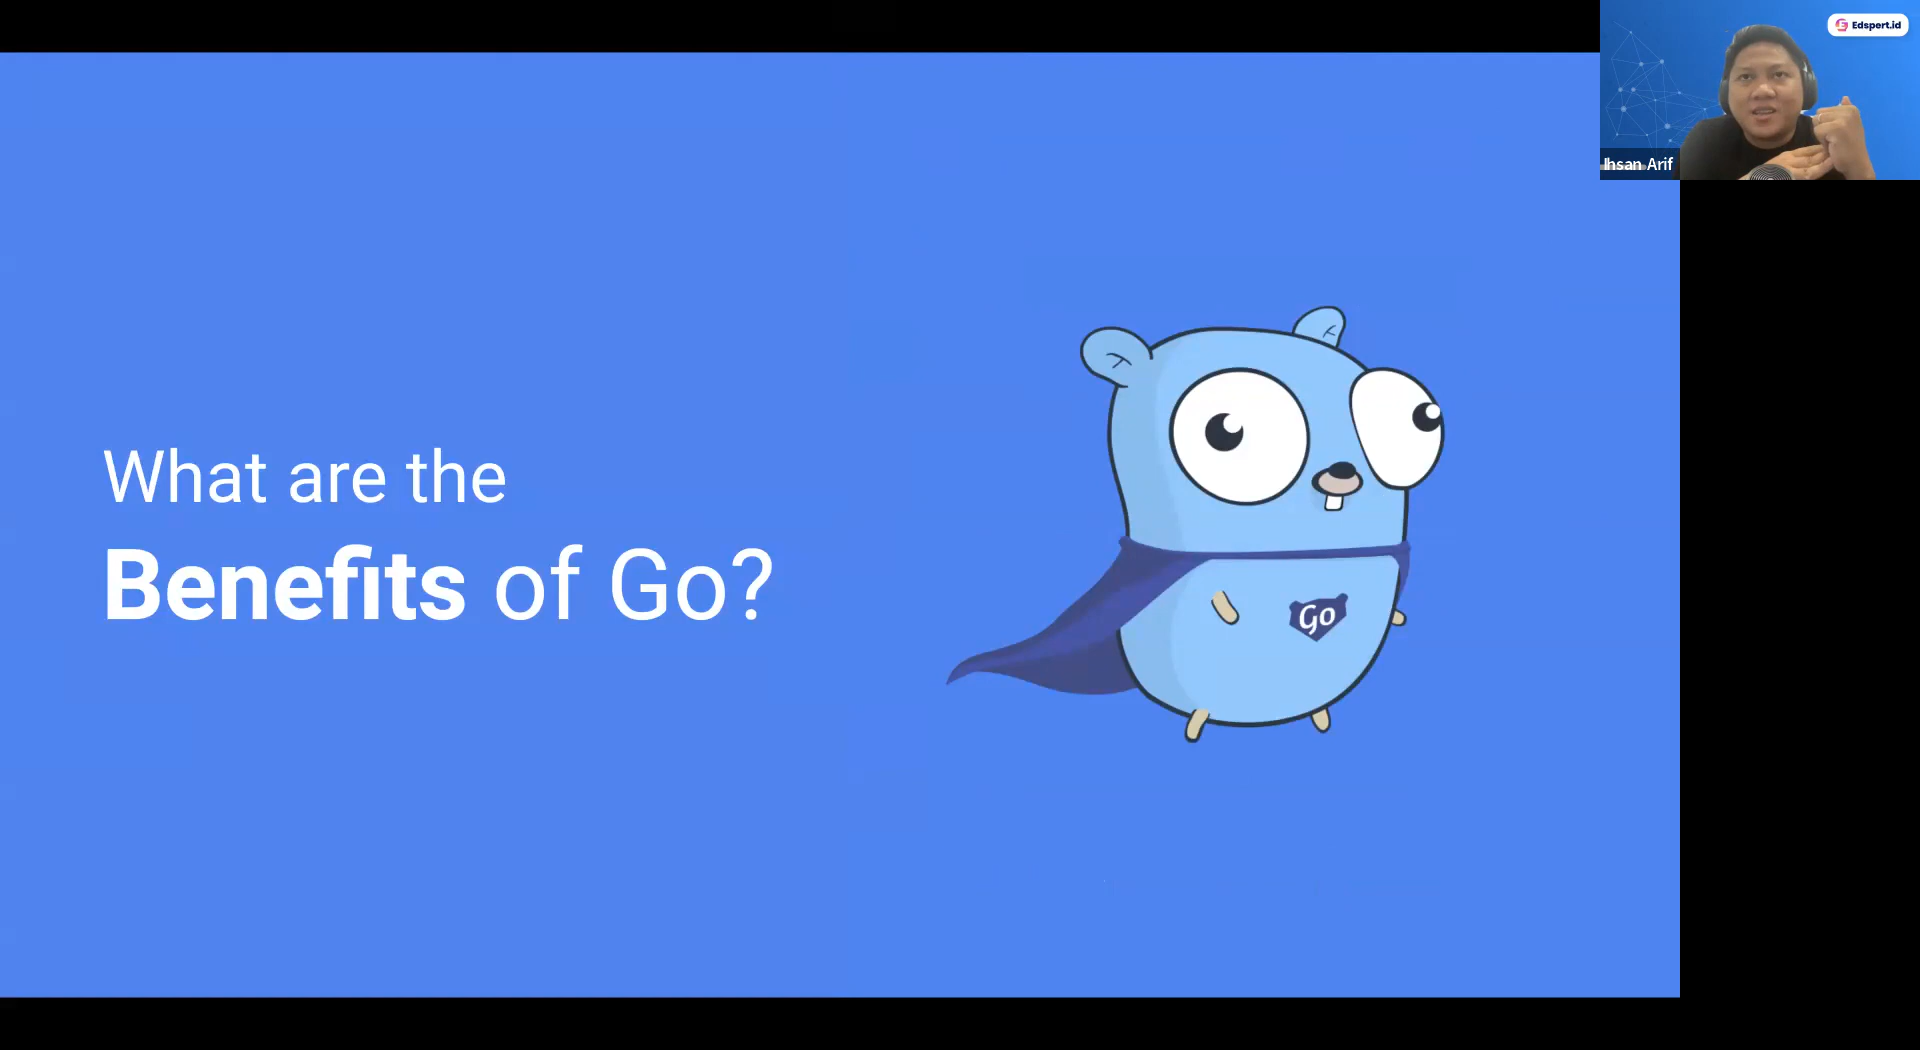 What are the
Benefits of Go?
Go
Edspert.id
Ihsan Arif